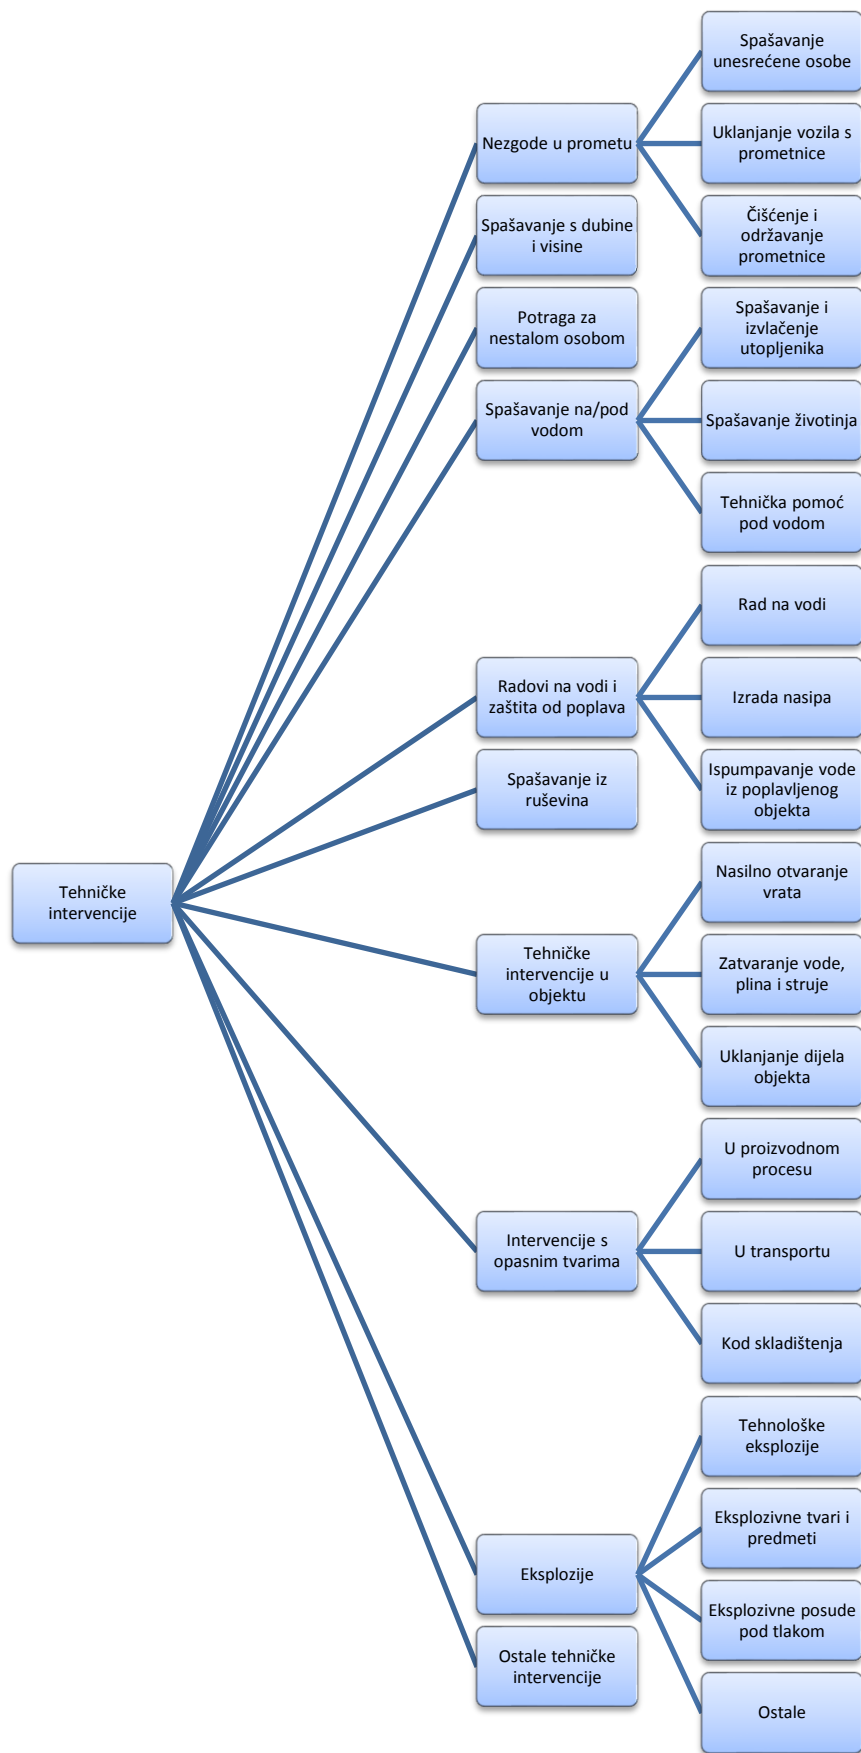 Tehničke
intervencije
Nezgode u prometu
Spašavanje
unesrećene osobe
Uklanjanje vozila s
prometnice
Čišćenje i
održavanje
prometnice
Spašavanje s dubine
i visine
Potraga za
nestalom osobom
Spašavanje na/pod
vodom
Spašavanje i
izvlačenje
utopljenika
Spašavanje životinja
Tehnička pomoć
pod vodom
Radovi na vodi i
zaštita od poplava
Rad na vodi
Izrada nasipa
Ispumpavanje vode
iz poplavljenog
objekta
Spašavanje iz
ruševina
Tehničke
intervencije u
objektu
Nasilno otvaranje
vrata
Zatvaranje vode,
plina i struje
Uklanjanje dijela
objekta
Intervencije s
opasnim tvarima
U proizvodnom
procesu
U transportu
Kod skladištenja
Eksplozije
Tehnološke
eksplozije
Eksplozivne tvari i
predmeti
Eksplozivne posude
pod tlakom
Ostale
Ostale tehničke
intervencije